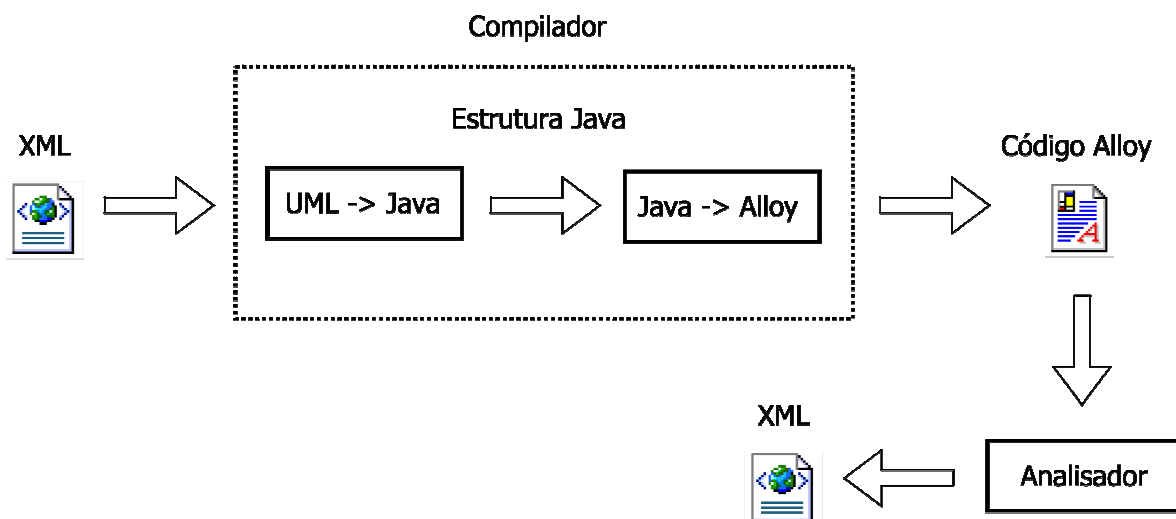 Compilador
Estrutura Java
XML
Código Alloy
UML -> Java
Java -> Alloy
XML
Analisador